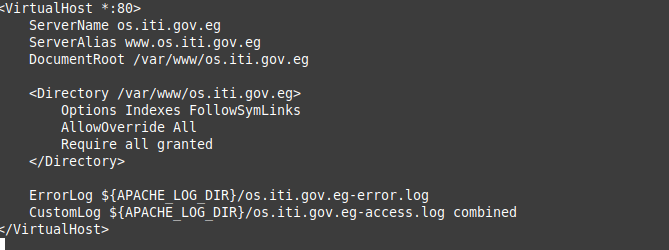 <VirtualHost *:80>
    ServerName os.iti.gov.eg
    ServerAlias www.os.iti.gov.eg
    DocumentRoot /var/www/os.iti.gov.eg

    <Directory /var/www/os.iti.gov.eg>
        Options Indexes FollowSymLinks
        AllowOverride All
        Require all granted
    </Directory>

    ErrorLog ${APACHE_LOG_DIR}/os.iti.gov.eg-error.log
    CustomLog ${APACHE_LOG_DIR}/os.iti.gov.eg-access.log combined
</VirtualHost>